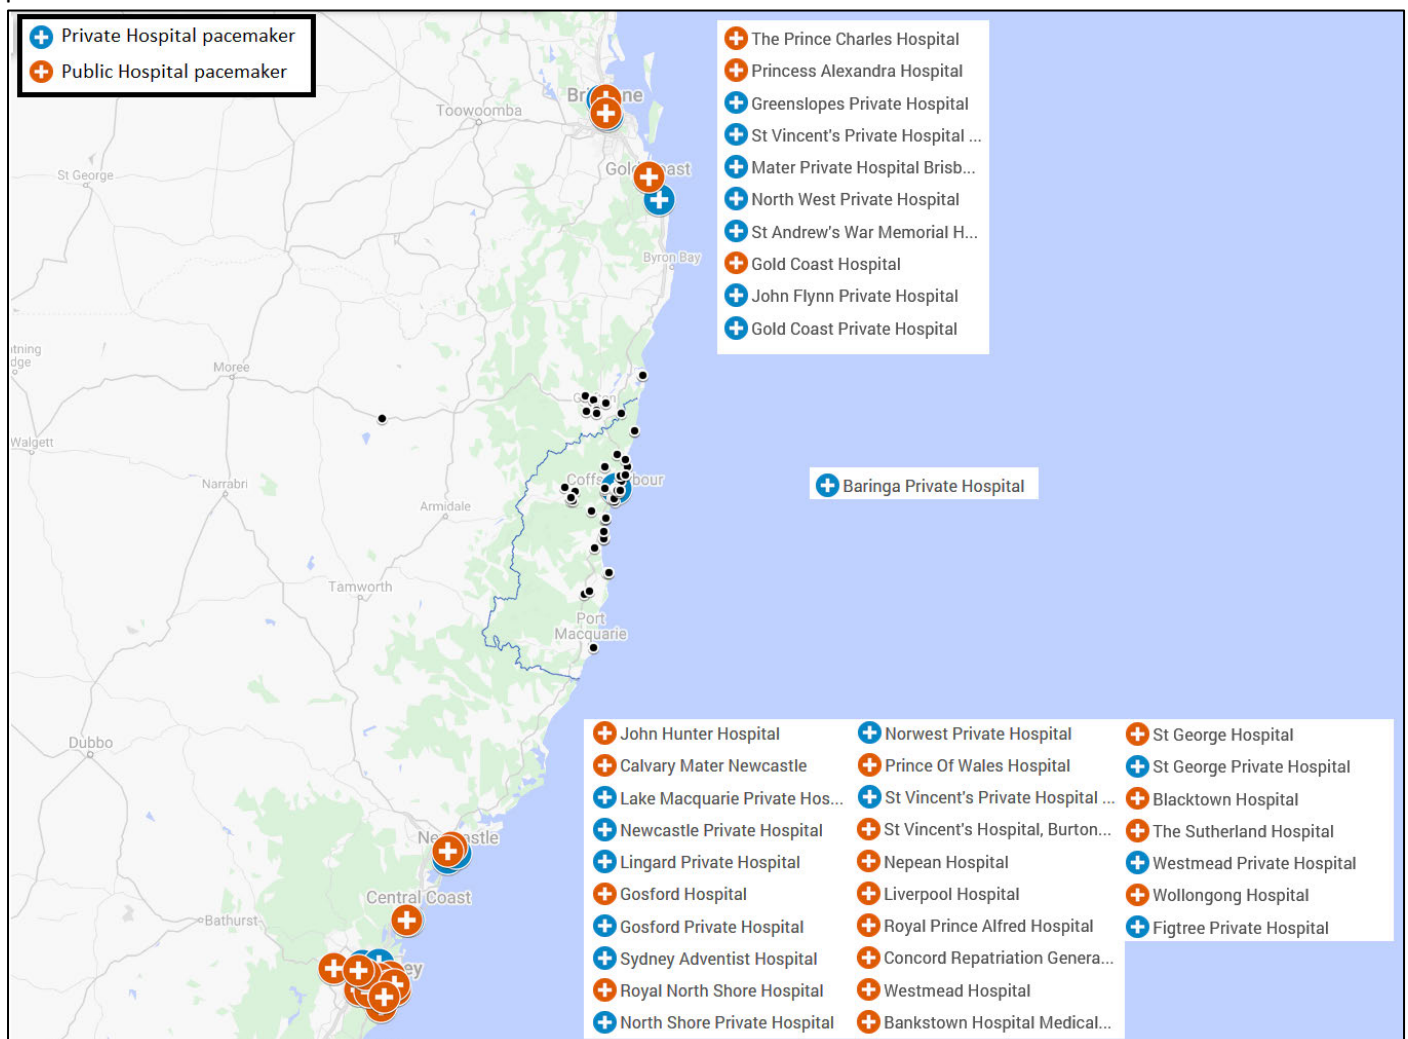 Private Hospital pacemaker
Public Hospital pacemaker
The Prince Charles Hospital
Princess Alexandra Hospital
Greenslopes Private Hospital
St Vincent's Private Hospital ...
Mater Private Hospital Brisb...
North West Private Hospital
St Andrew's War Memorial H...
Gold Coast Hospital
John Flynn Private Hospital
Gold Coast Private Hospital
Toowoomba
St George
Byron Bay
Moree
Walgett
Narrabri
Armidale
Baringa Private Hospital
Tamworth
Port
Macquarie
Dubbo
Central Coast
Bathurst
John Hunter Hospital
Calvary Mater Newcastle
Lake Macquarie Private Hos...
Newcastle Private Hospital
Lingard Private Hospital
Gosford Hospital
Gosford Private Hospital
Sydney Adventist Hospital
Royal North Shore Hospital
North Shore Private Hospital
Norwest Private Hospital
Prince Of Wales Hospital
St Vincent's Private Hospital ...
St Vincent's Hospital, Burton...
Nepean Hospital
Liverpool Hospital
Royal Prince Alfred Hospital
Concord Repatriation Genera...
Westmead Hospital
Bankstown Hospital Medical...
St George Hospital
St George Private Hospital
Blacktown Hospital
The Sutherland Hospital
Westmead Private Hospital
Wollongong Hospital
Figtree Private Hospital